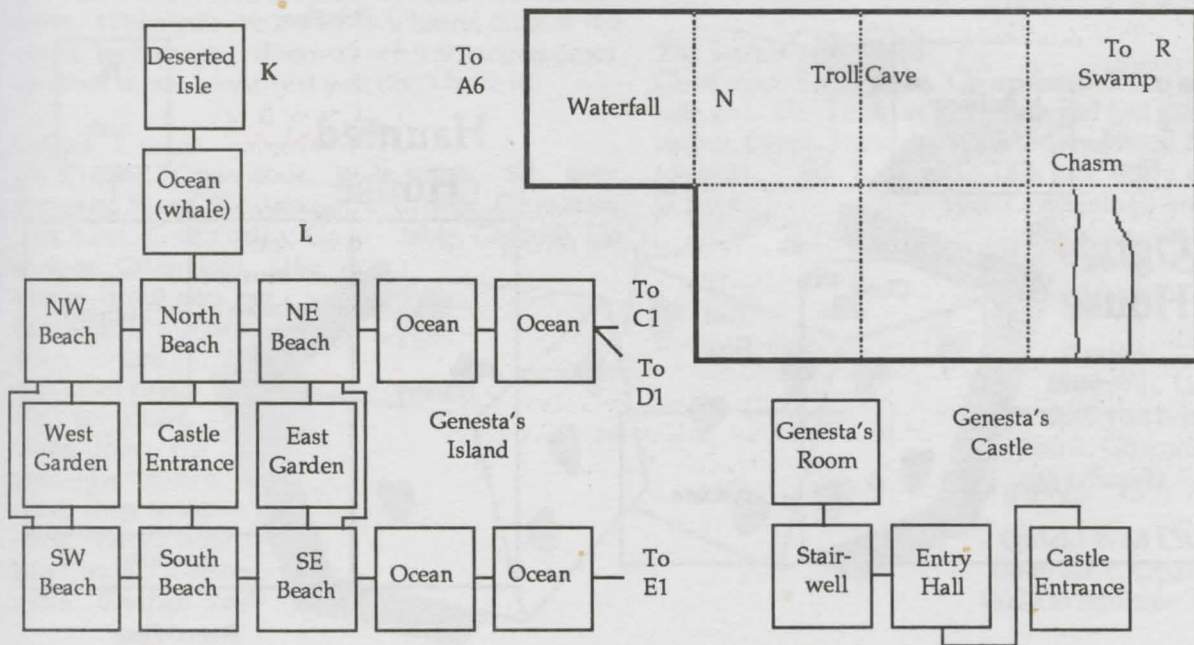 Deserted
Isle
K
To
A6
Ocean
(whale)
L
NW
Beach
North
Beach
NE
Beach
Ocean
Ocean
To
C1
To
D1
West
Garden
Castle
Entrance
East
Garden
Genesta's
Island
SW
Beach
South
Beach
SE
Beach
Ocean
Ocean
To
E1
Waterfall
N
Troll Cave
To R
Swamp
Chasm
Genesta's
Room
Genesta's
Castle
Stair-
well
Entry
Hall
Castle
Entrance
Haunted
House